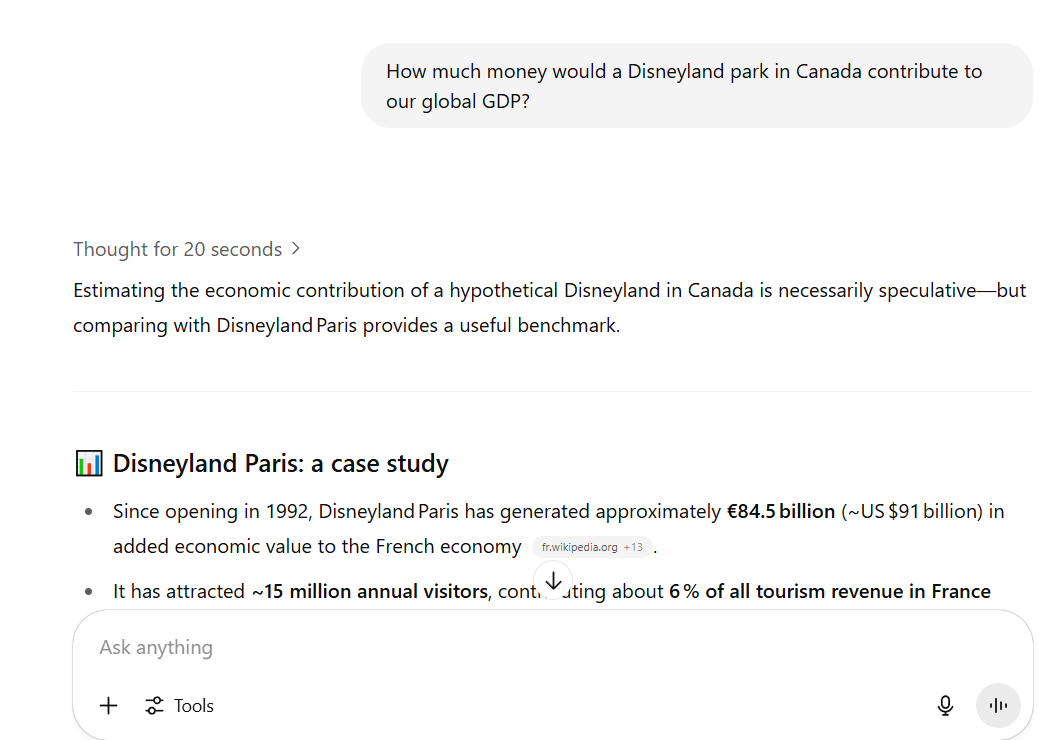 How much money would a Disneyland park in Canada contribute to
our global GDP?
Thought for 20 seconds >
Estimating the economic contribution of a hypothetical Disneyland in Canada is necessarily speculative—but
comparing with Disneyland Paris provides a useful benchmark.
📊 Disneyland Paris: a case study
• Since opening in 1992, Disneyland Paris has generated approximately €84.5 billion (~US $91 billion) in
added economic value to the French economy fr.wikipedia.org +13 .
• It has attracted ~15 million annual visitors, cont ting about 6 % of all tourism revenue in France
Ask anything
Tools